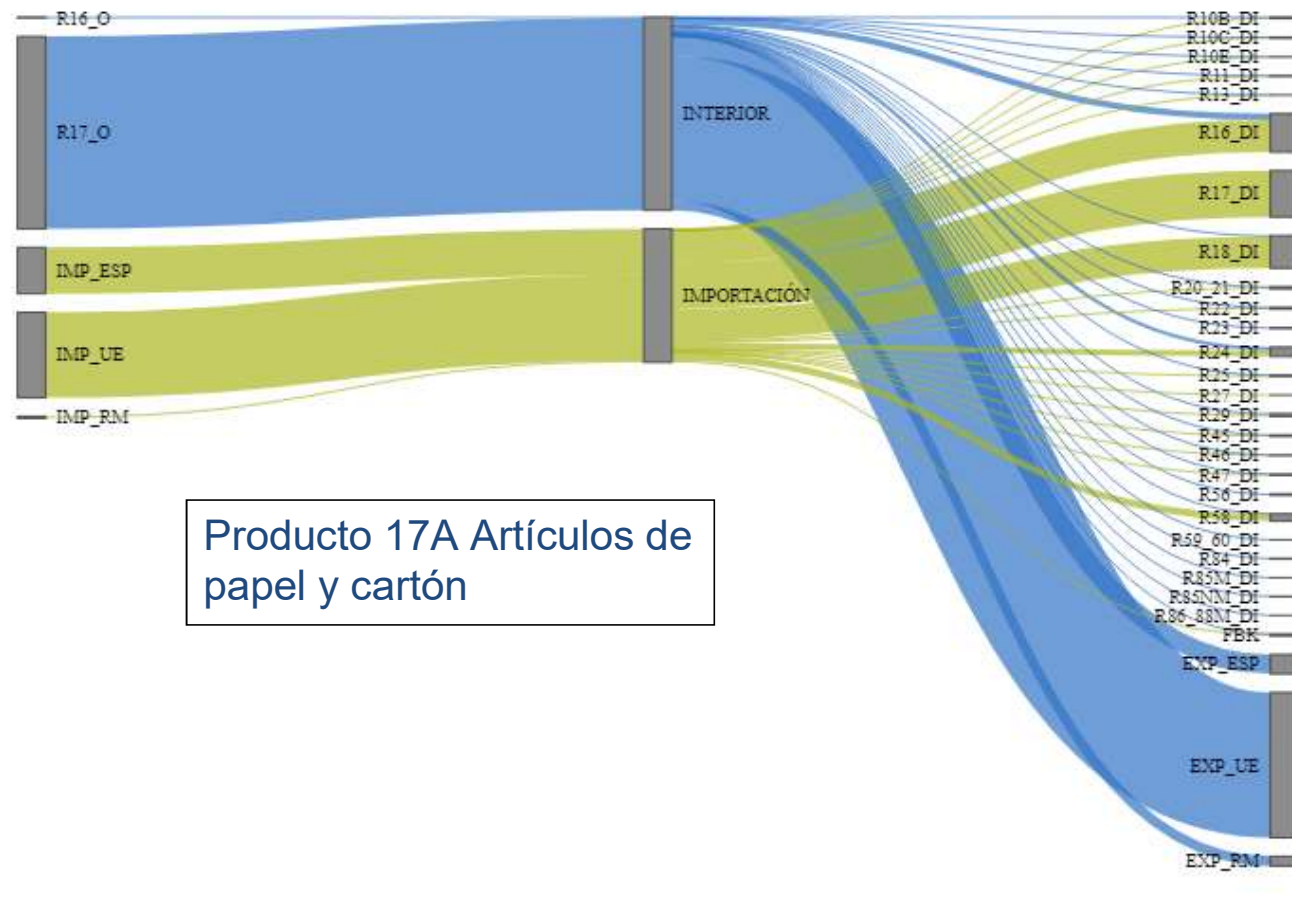 R16_O
R17_O
IMP_ESP
IMP_UE
IMP_RM
INTERIOR
IMPORTACIÓN
R10B_DI
R10C_DI
R10E_DI
R11_DI
R13_DI
R16_DI
R17_DI
R18_DI
R20_21_DI
R22_DI
R23_DI
R24_DI
R25_DI
R27_DI
R29_DI
R45_DI
R46_DI
R47_DI
R56_DI
R58_DI
R59_60_DI
R84_DI
R85M_DI
R85NM_DI
R86_88M_DI
FBK
EXP_ESP
EXP_UE
EXP_RM
Producto 17A Artículos de
papel y cartón